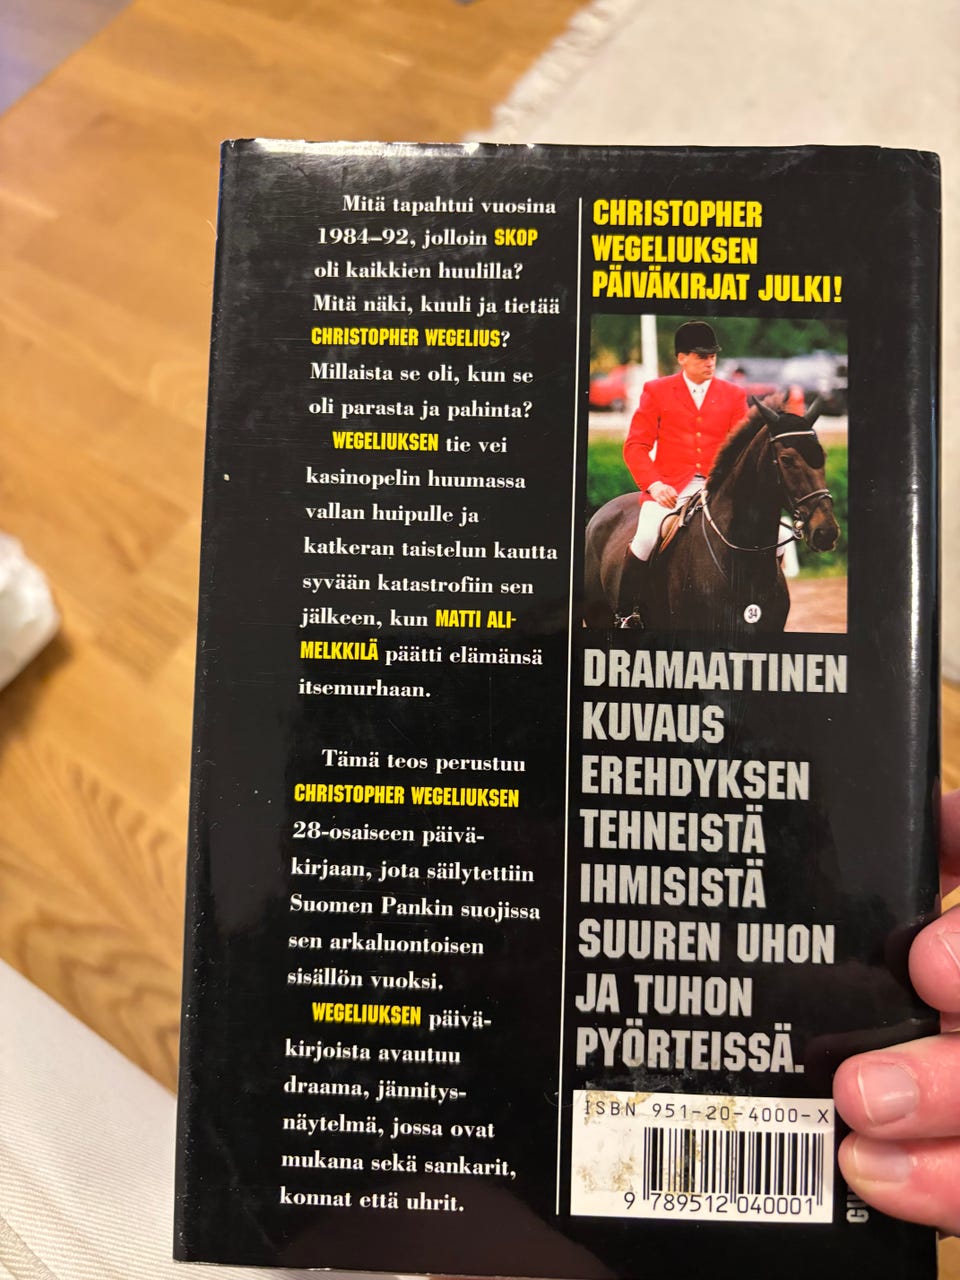 Mitä tapahtui vuosina
1984–92, jolloin SKOP
oli kaikkien huulilla?
Mitä näki, kuuli ja tietää
CHRISTOPHER WEGELIUS?
Millaista se oli, kun se
oli parasta ja pahinta?
WEGELIUKSEN tie vei
kasinopelin huumassa
vallan huipulle ja
katkeran taistelun kautta
syvään katastrofiin sen
jälkeen, kun MATTI ALI-
MELKKILÄ päätti elämänsä
itsemurhaan.
Tämä teos perustuu
CHRISTOPHER WEGELIUKSEN
28-osaiseen päivä-
kirjaan, jota säilytettiin
Suomen Pankin suojissa
sen arkaluontoisen
sisällön vuoksi.
WEGELIUKSEN päivä-
kirjoista avautuu
draama, jännitys-
näytelmä, jossa ovat
mukana sekä sankarit,
konnat että uhrit.
CHRISTOPHER
WEGELIUKSEN
PÄIVÄKIRJAT JULKI!
34
DRAMAATTINEN
KUVAUS
EREHDYKSEN
TEHNEISTÄ
IHMISISTÄ
SUUREN UHON
JA TUHON
PYÖRTEISSÄ.
ISBN 951-20-4000-X
9 789512 040001